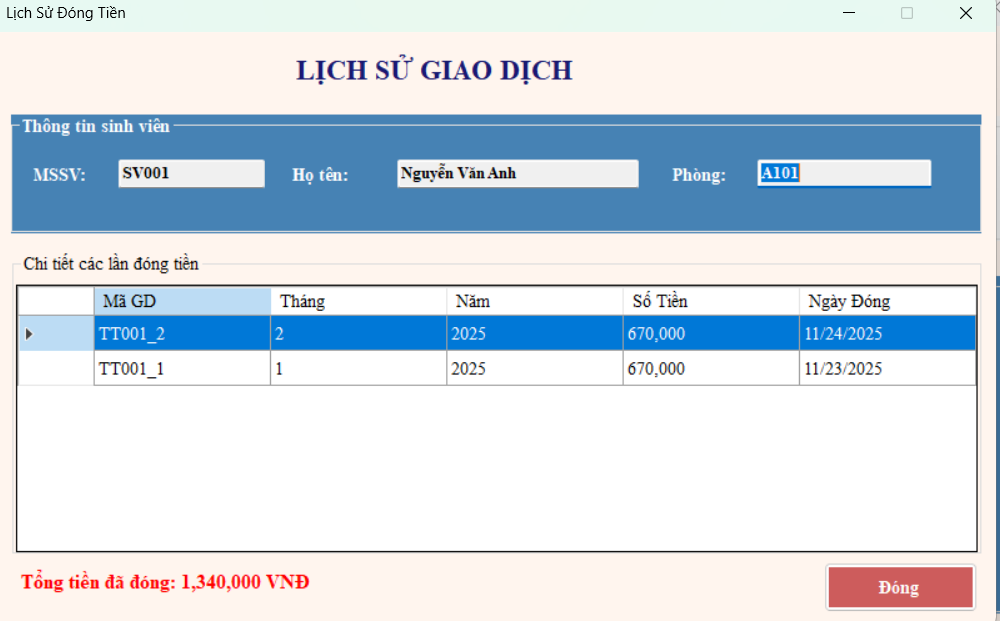 Lịch Sử Đóng Tiền
LỊCH SỬ GIAO DỊCH
Thông tin sinh viên
MSSV: SV001 Họ tên: Nguyễn Văn Anh Phòng: A101
Chi tiết các lần đóng tiền
Mã GD Tháng Năm Số Tiền Ngày Đóng
TT001_2 2 2025 670,000 11/24/2025
TT001_1 1 2025 670,000 11/23/2025
Tổng tiền đã đóng: 1,340,000 VNĐ
Đóng